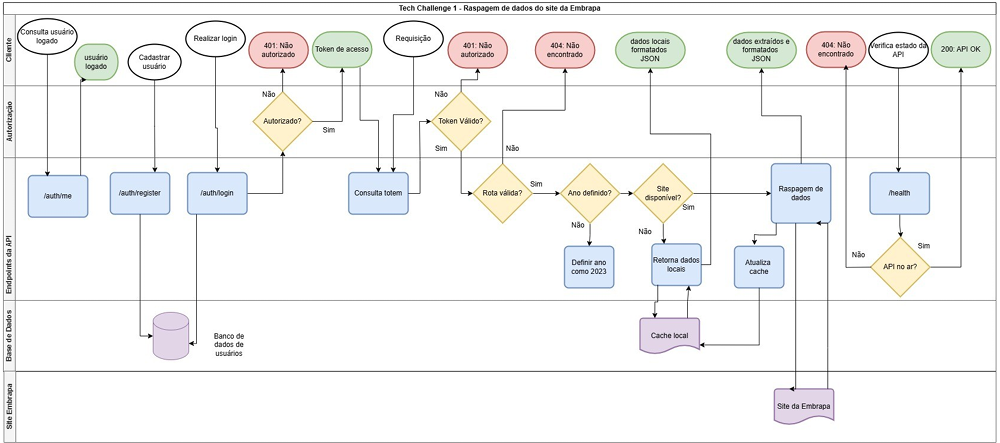 Tech Challenge 1 - Raspagem de dados do site da Embrapa
Cliente
Consulta usuário
logado
usuário
logado
Cadastrar
usuário
Realizar login
401: Não
autorizado
Token de acesso
Requisição
401: Não
autorizado
404: Não
encontrado
dados locais
formatados
JSON
dados extraídos e
formatados
JSON
404: Não
encontrado
Verifica estado da
API
200: API OK
Autorização
Não
Autorizado?
Sim
Não
Token Válido?
Sim
Não
Endpoints da API
/auth/me
/auth/register
/auth/login
Consulta totem
Rota válida?
Sim
Ano definido?
Não
Definir ano
como 2023
Site
disponível?
Sim
Não
Retorna dados
locais
Raspagem de
dados
Atualiza
cache
/health
Não
Sim
API no ar?
Base de Dados
Banco de
dados de
usuários
Cache local
Site Embrapa
Site da Embrapa